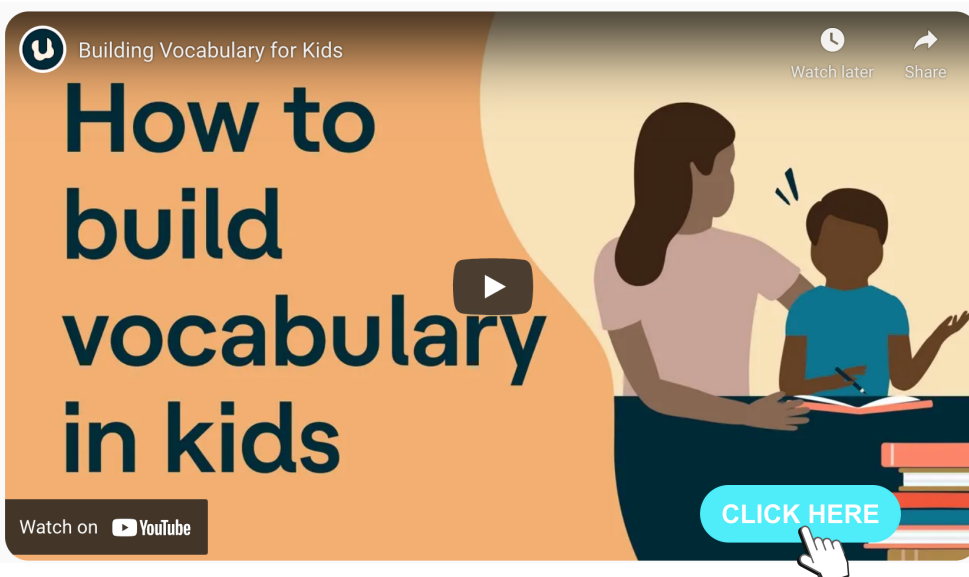 Building Vocabulary for Kids
Watch later
Share
How to
build
vocabulary
in kids
Watch on YouTube
CLICK HERE